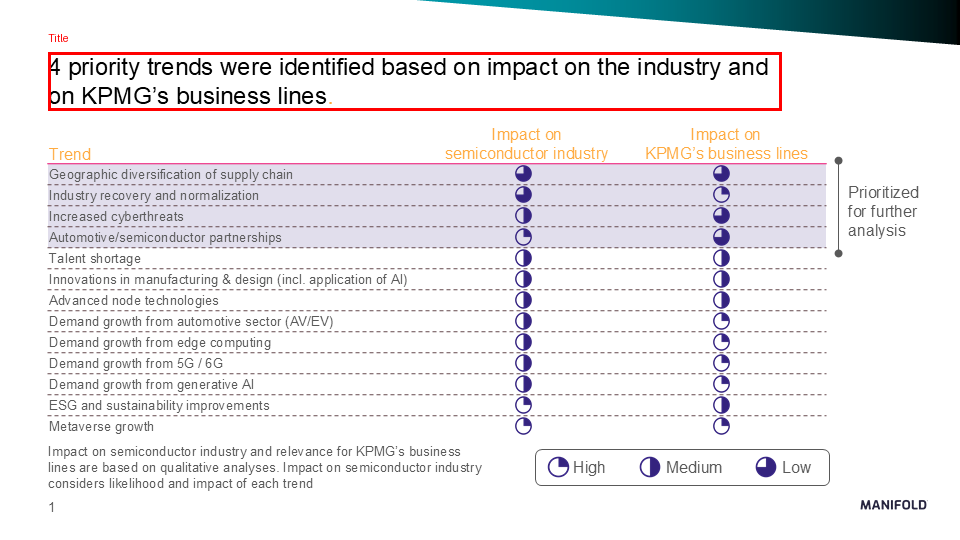 Title
4 priority trends were identified based on impact on the industry and
on KPMG’s business lines.
Trend
Impact on
semiconductor industry
Impact on
KPMG’s business lines
Geographic diversification of supply chain
Industry recovery and normalization
Increased cyberthreats
Automotive/semiconductor partnerships
Talent shortage
Innovations in manufacturing & design (incl. application of AI)
Advanced node technologies
Demand growth from automotive sector (AV/EV)
Demand growth from edge computing
Demand growth from 5G / 6G
Demand growth from generative AI
ESG and sustainability improvements
Metaverse growth
Prioritized
for further
analysis
Impact on semiconductor industry and relevance for KPMG’s business
lines are based on qualitative analyses. Impact on semiconductor industry
considers likelihood and impact of each trend
High
Medium
Low
1
MANIFOLD